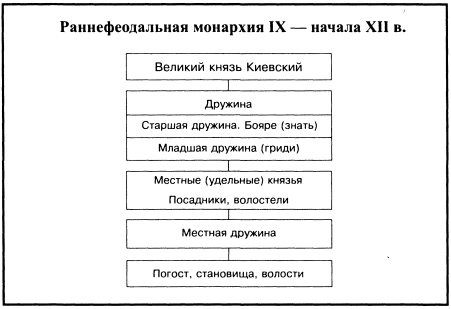 Раннефеодальная монархия IX — начала XII в.
Великий князь Киевский
Дружина
Старшая дружина. Бояре (знать)
Младшая дружина (гриди)
Местные (удельные) князья
Посадники, волостели
Местная дружина
Погост, становища, волости